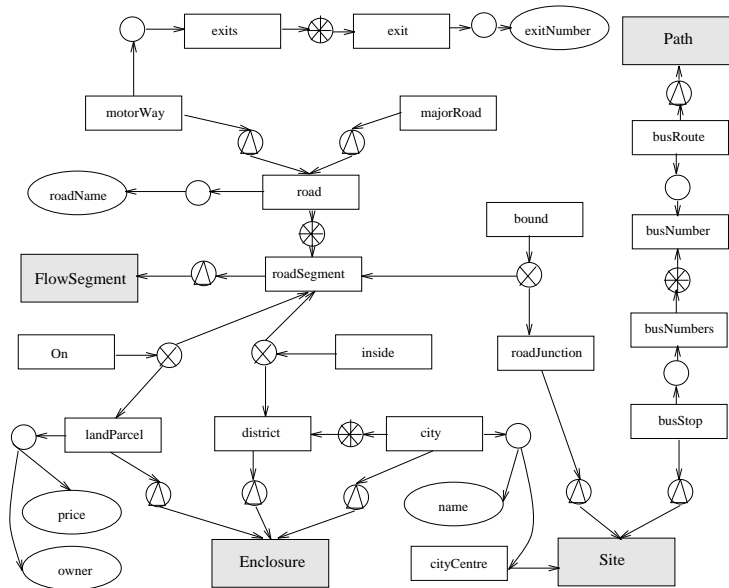 exits
exit
exitNumber
Path
motorWay
majorRoad
busRoute
roadName
road
bound
busNumber
FlowSegment
roadSegment
On
inside
roadJunction
busNumbers
landParcel
district
city
busStop
price
name
owner
Enclosure
cityCentre
Site